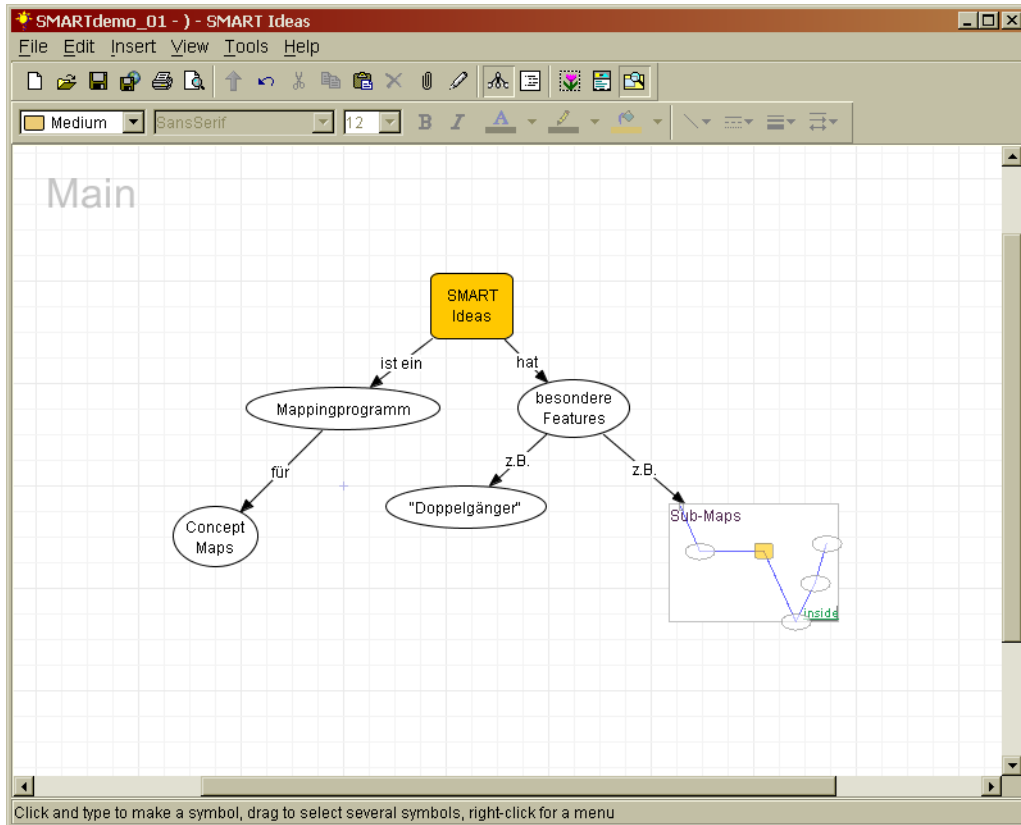 SMARTdemo_01 - ) - SMART Ideas
File Edit Insert View Tools Help
Medium SansSerif 12 B I A
Main
SMART
Ideas
ist ein
hat
Mappingprogramm
besondere
Features
für
z.B.
z.B.
"Doppelgänger"
Concept
Maps
Sub-Maps
inside
Click and type to make a symbol, drag to select several symbols, right-click for a menu